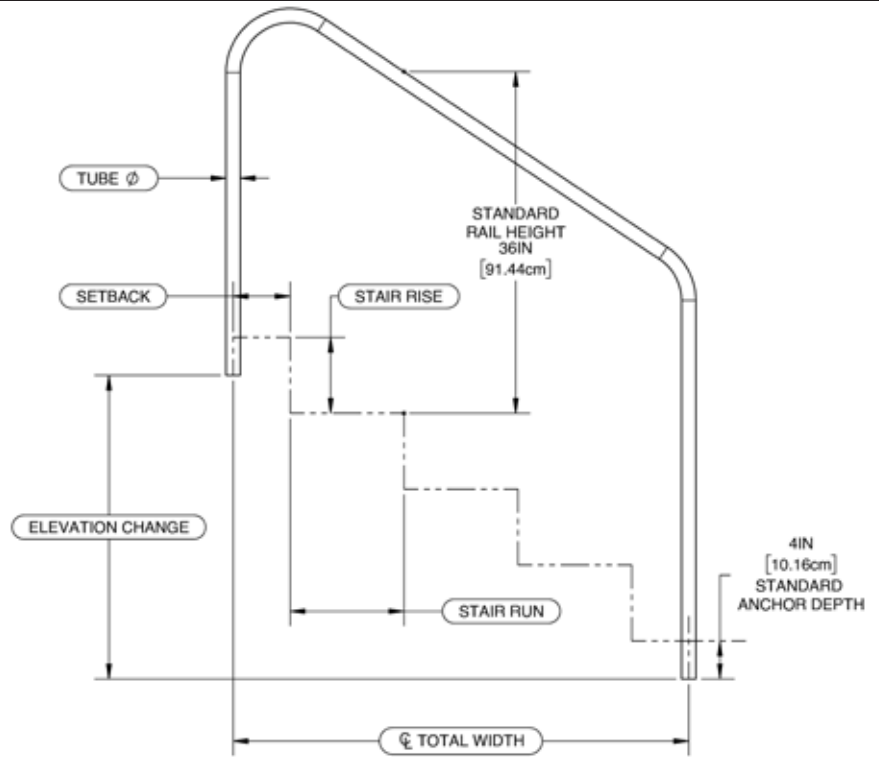 TUBE Ø
STANDARD
RAIL HEIGHT
36IN
[91.44cm]
SETBACK
STAIR RISE
ELEVATION CHANGE
4IN
[10.16cm]
STANDARD
ANCHOR DEPTH
STAIR RUN
℄ TOTAL WIDTH